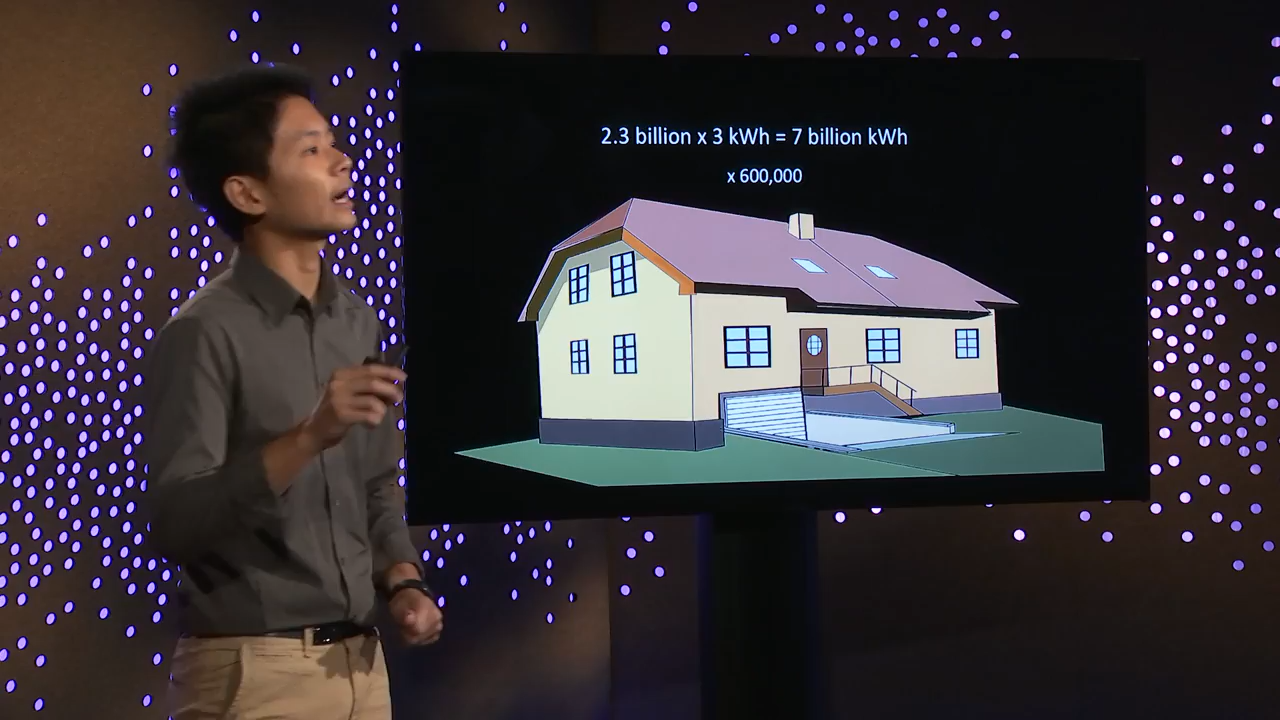 2.3 billion x 3 kWh = 7 billion kWh
x 600,000